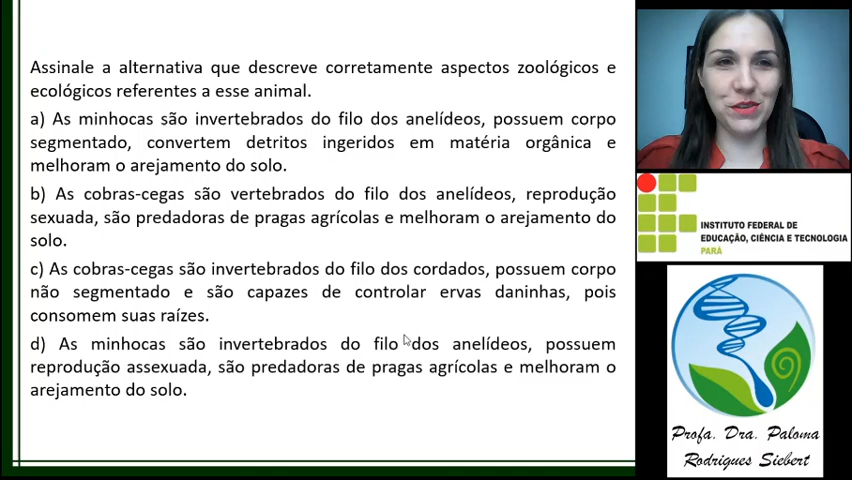 Assinale a alternativa que descreve corretamente aspectos zoológicos e
ecológicos referentes a esse animal.
a) As minhocas são invertebrados do filo dos anelídeos, possuem corpo
segmentado, convertem detritos ingeridos em matéria orgânica e
melhoram o arejamento do solo.
b) As cobras-cegas são vertebrados do filo dos anelídeos, reprodução
sexuada, são predadoras de pragas agrícolas e melhoram o arejamento do
solo.
c) As cobras-cegas são invertebrados do filo dos cordados, possuem corpo
não segmentado e são capazes de controlar ervas daninhas, pois
consomem suas raízes.
d) As minhocas são invertebrados do filo dos anelídeos, possuem
reprodução assexuada, são predadoras de pragas agrícolas e melhoram o
arejamento do solo.
INSTITUTO FEDERAL DE
EDUCAÇÃO, CIÊNCIA E TECNOLOGIA
PARÁ
Profa. Dra. Paloma
Rodrigues Siebert